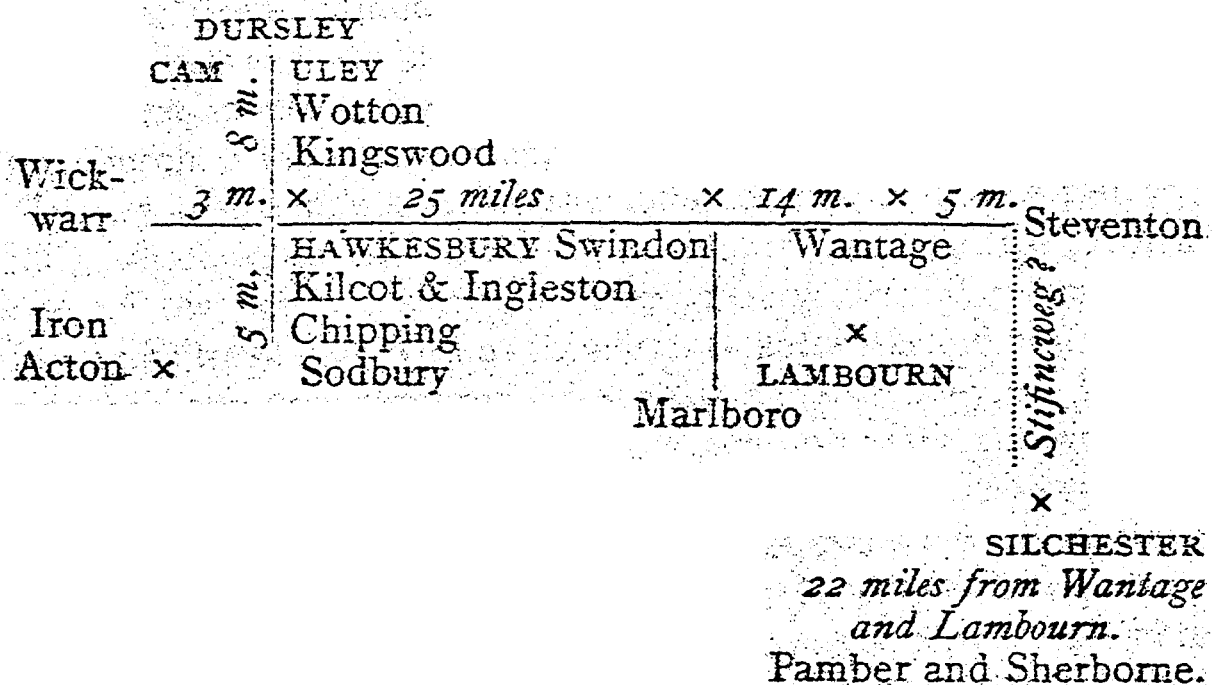 DURSLEY
CAM . ULEY
8 m. Wotton
Kingswood
Wick-
warr
3 m. × 25 miles × 14 m. × 5 m.
Steventon
HAWKESBURY Swindon Wantage
5 m, Kilcot & Ingleston
Stifincweg ?
Iron
Acton ×
Chipping
Sodbury
×
LAMBOURN
Marlboro
×
SILCHESTER
22 miles from Wantage
and Lambourn.
Pamber and Sherborne.